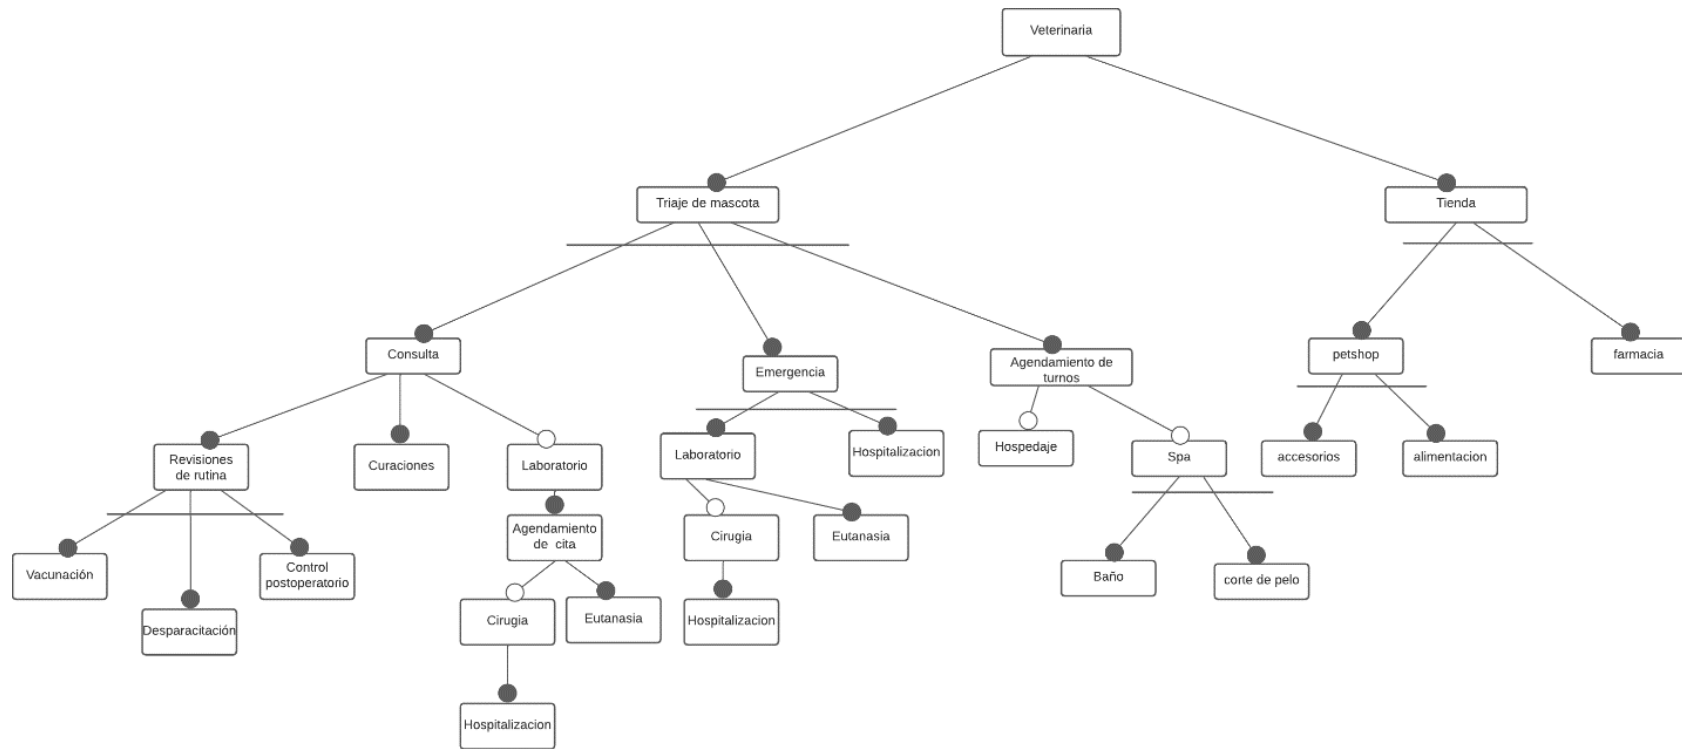 Veterinaria
Triaje de mascota
Tienda
Consulta
Emergencia
Agendamiento de
turnos
petshop
farmacia
Revisiones
de rutina
Curaciones
Laboratorio
Laboratorio
Hospitalizacion
Hospedaje
Spa
accesorios
alimentacion
Vacunación
Desparacitación
Control
postoperatorio
Agendamiento
de cita
Cirugia
Eutanasia
Baño
corte de pelo
Cirugia
Eutanasia
Hospitalizacion
Hospitalizacion